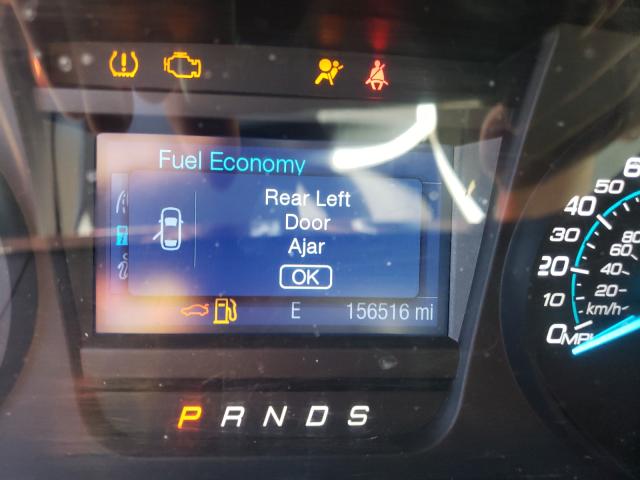 Fuel Economy
Rear Left
Door
Ajar
OK
E 156516 mi
P R N D S
60
50
40
30
20
10
0 MPH
80
60
40
20
km/h